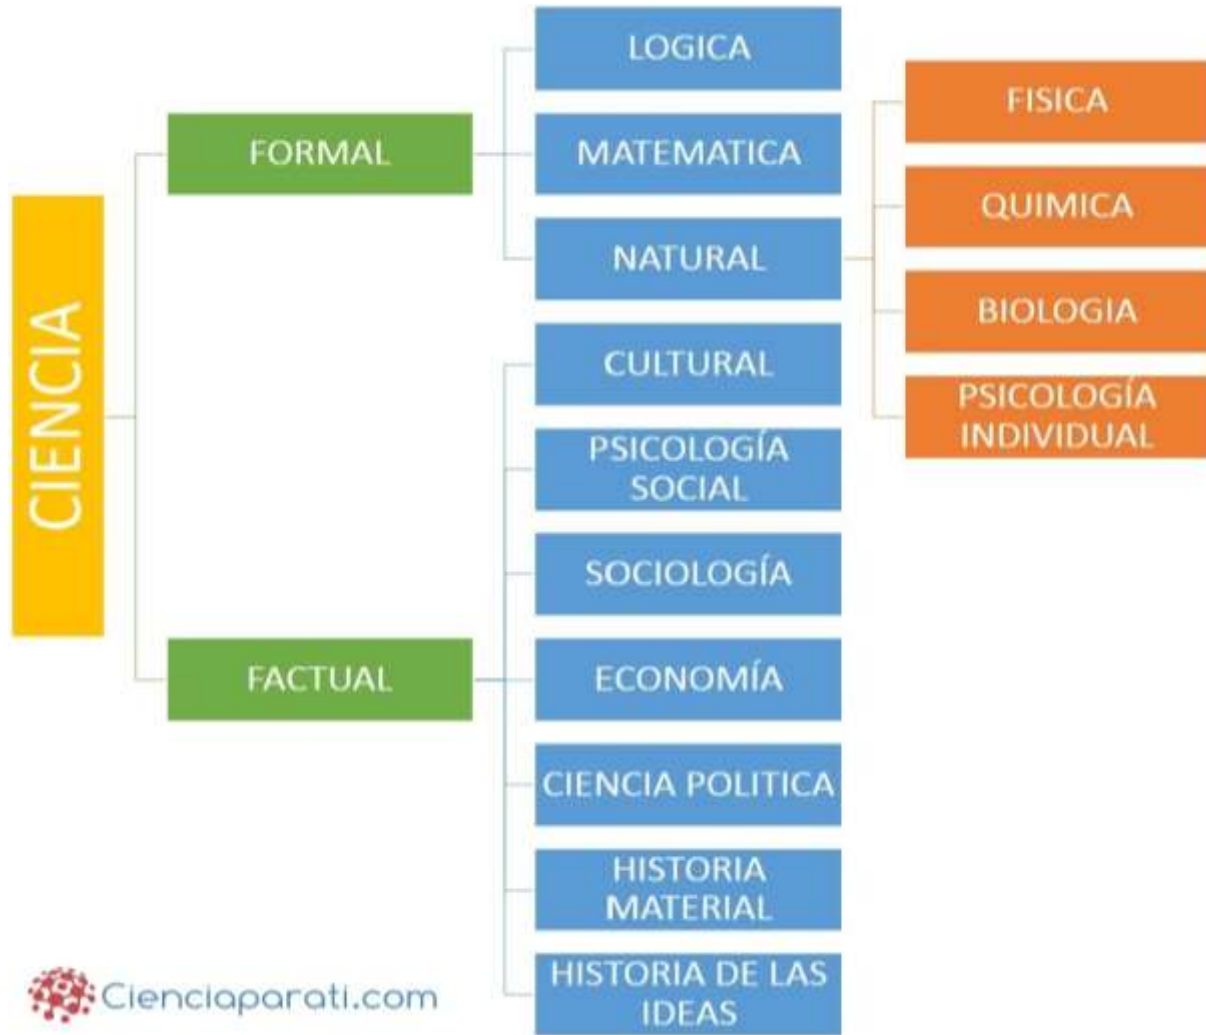 CIENCIA
FORMAL
LOGICA
MATEMATICA
NATURAL
FISICA
QUIMICA
BIOLOGIA
PSICOLOGÍA
INDIVIDUAL
FACTUAL
CULTURAL
PSICOLOGÍA
SOCIAL
SOCIOLOGÍA
ECONOMÍA
CIENCIA POLITICA
HISTORIA
MATERIAL
HISTORIA DE LAS
IDEAS
Cienciaparati.com